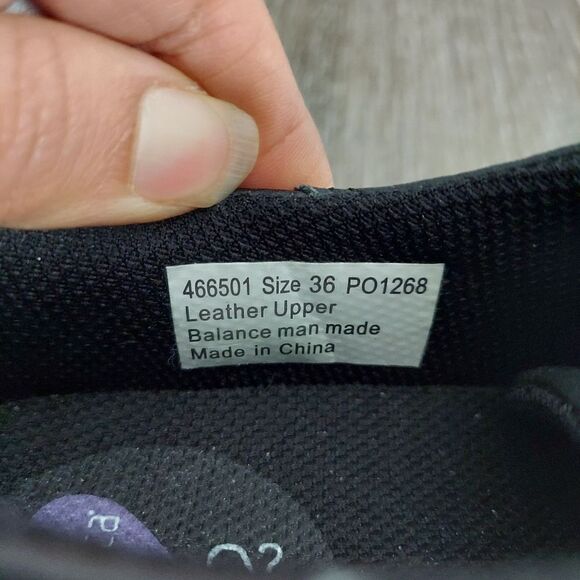 466501 Size 36 PO1268
Leather Upper
Balance man made
Made in China